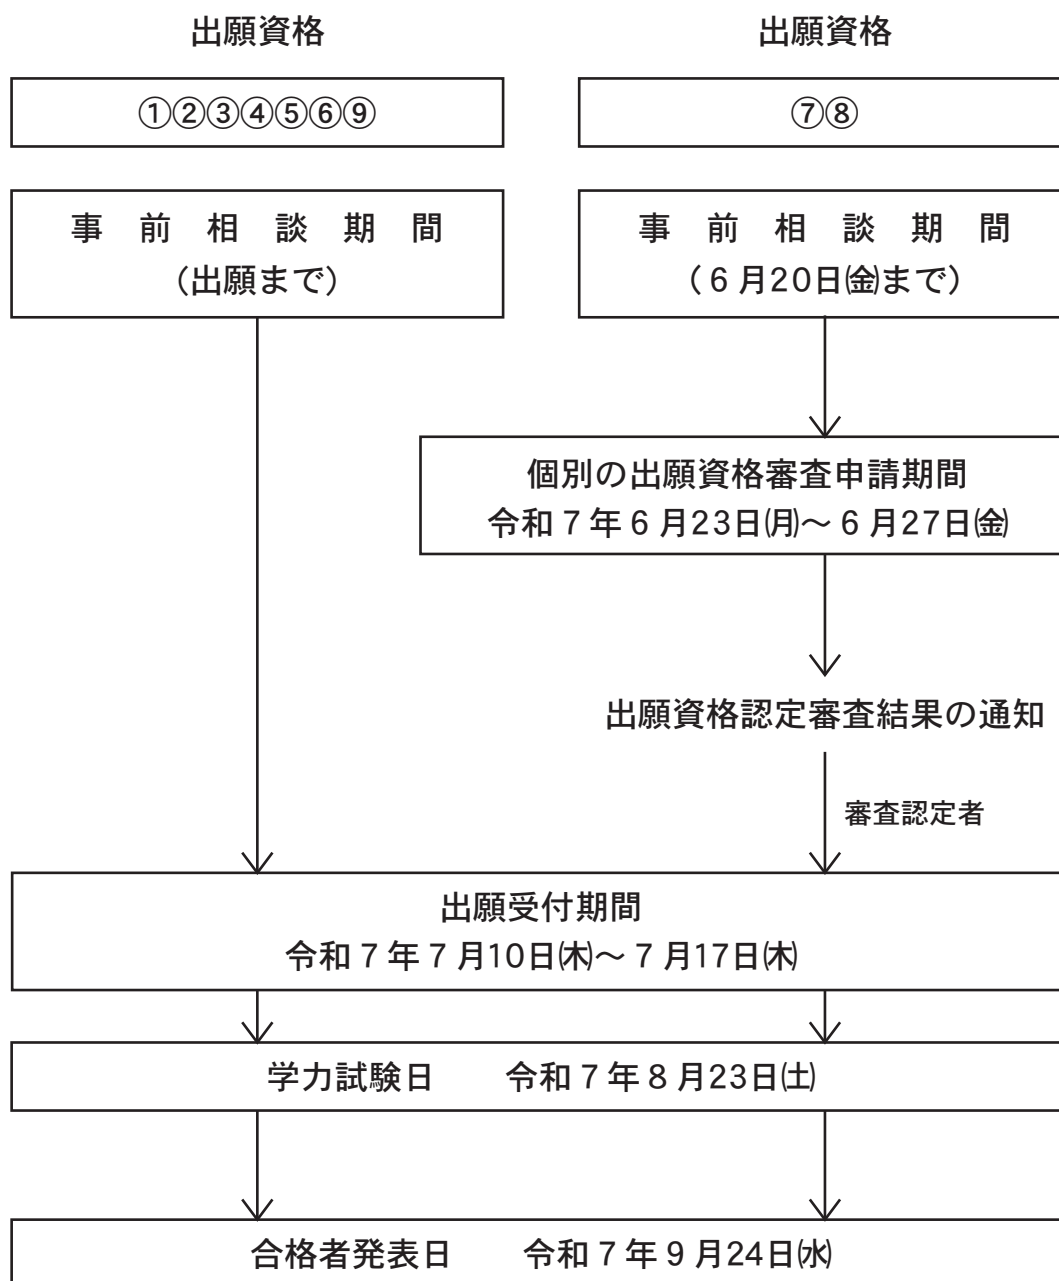 出願資格
①②③④⑤⑥⑨
事前相談期間
(出願まで)
出願資格
⑦⑧
事前相談期間
(6月20日㈮まで)
個別の出願資格審査申請期間
令和7年6月23日㈪～6月27日㈮
出願資格認定審査結果の通知
審査認定者
出願受付期間
令和7年7月10日㈭～7月17日㈭
学力試験日　令和7年8月23日㈯
合格者発表日　令和7年9月24日㈬